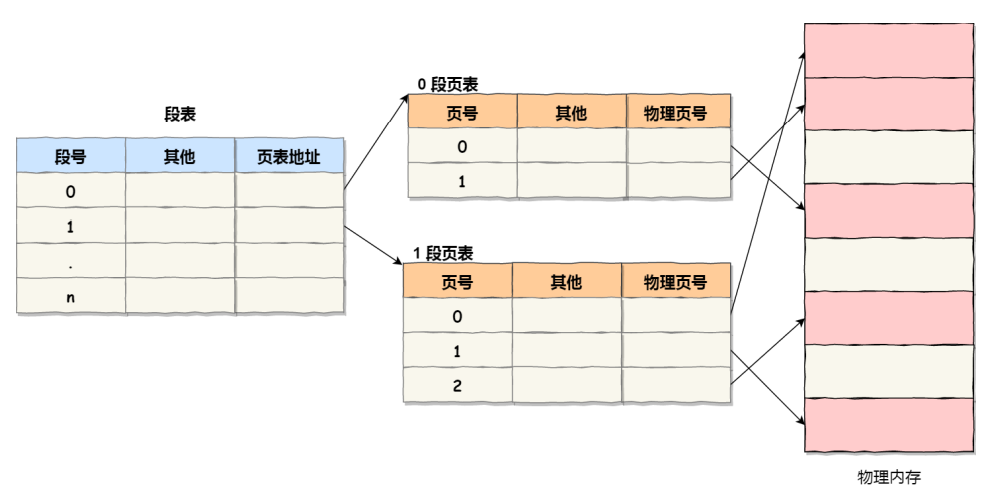 段表
段号 其他 页表地址
0
1
.
n
0 段页表
页号 其他 物理页号
0
1
1 段页表
页号 其他 物理页号
0
1
2
物理内存